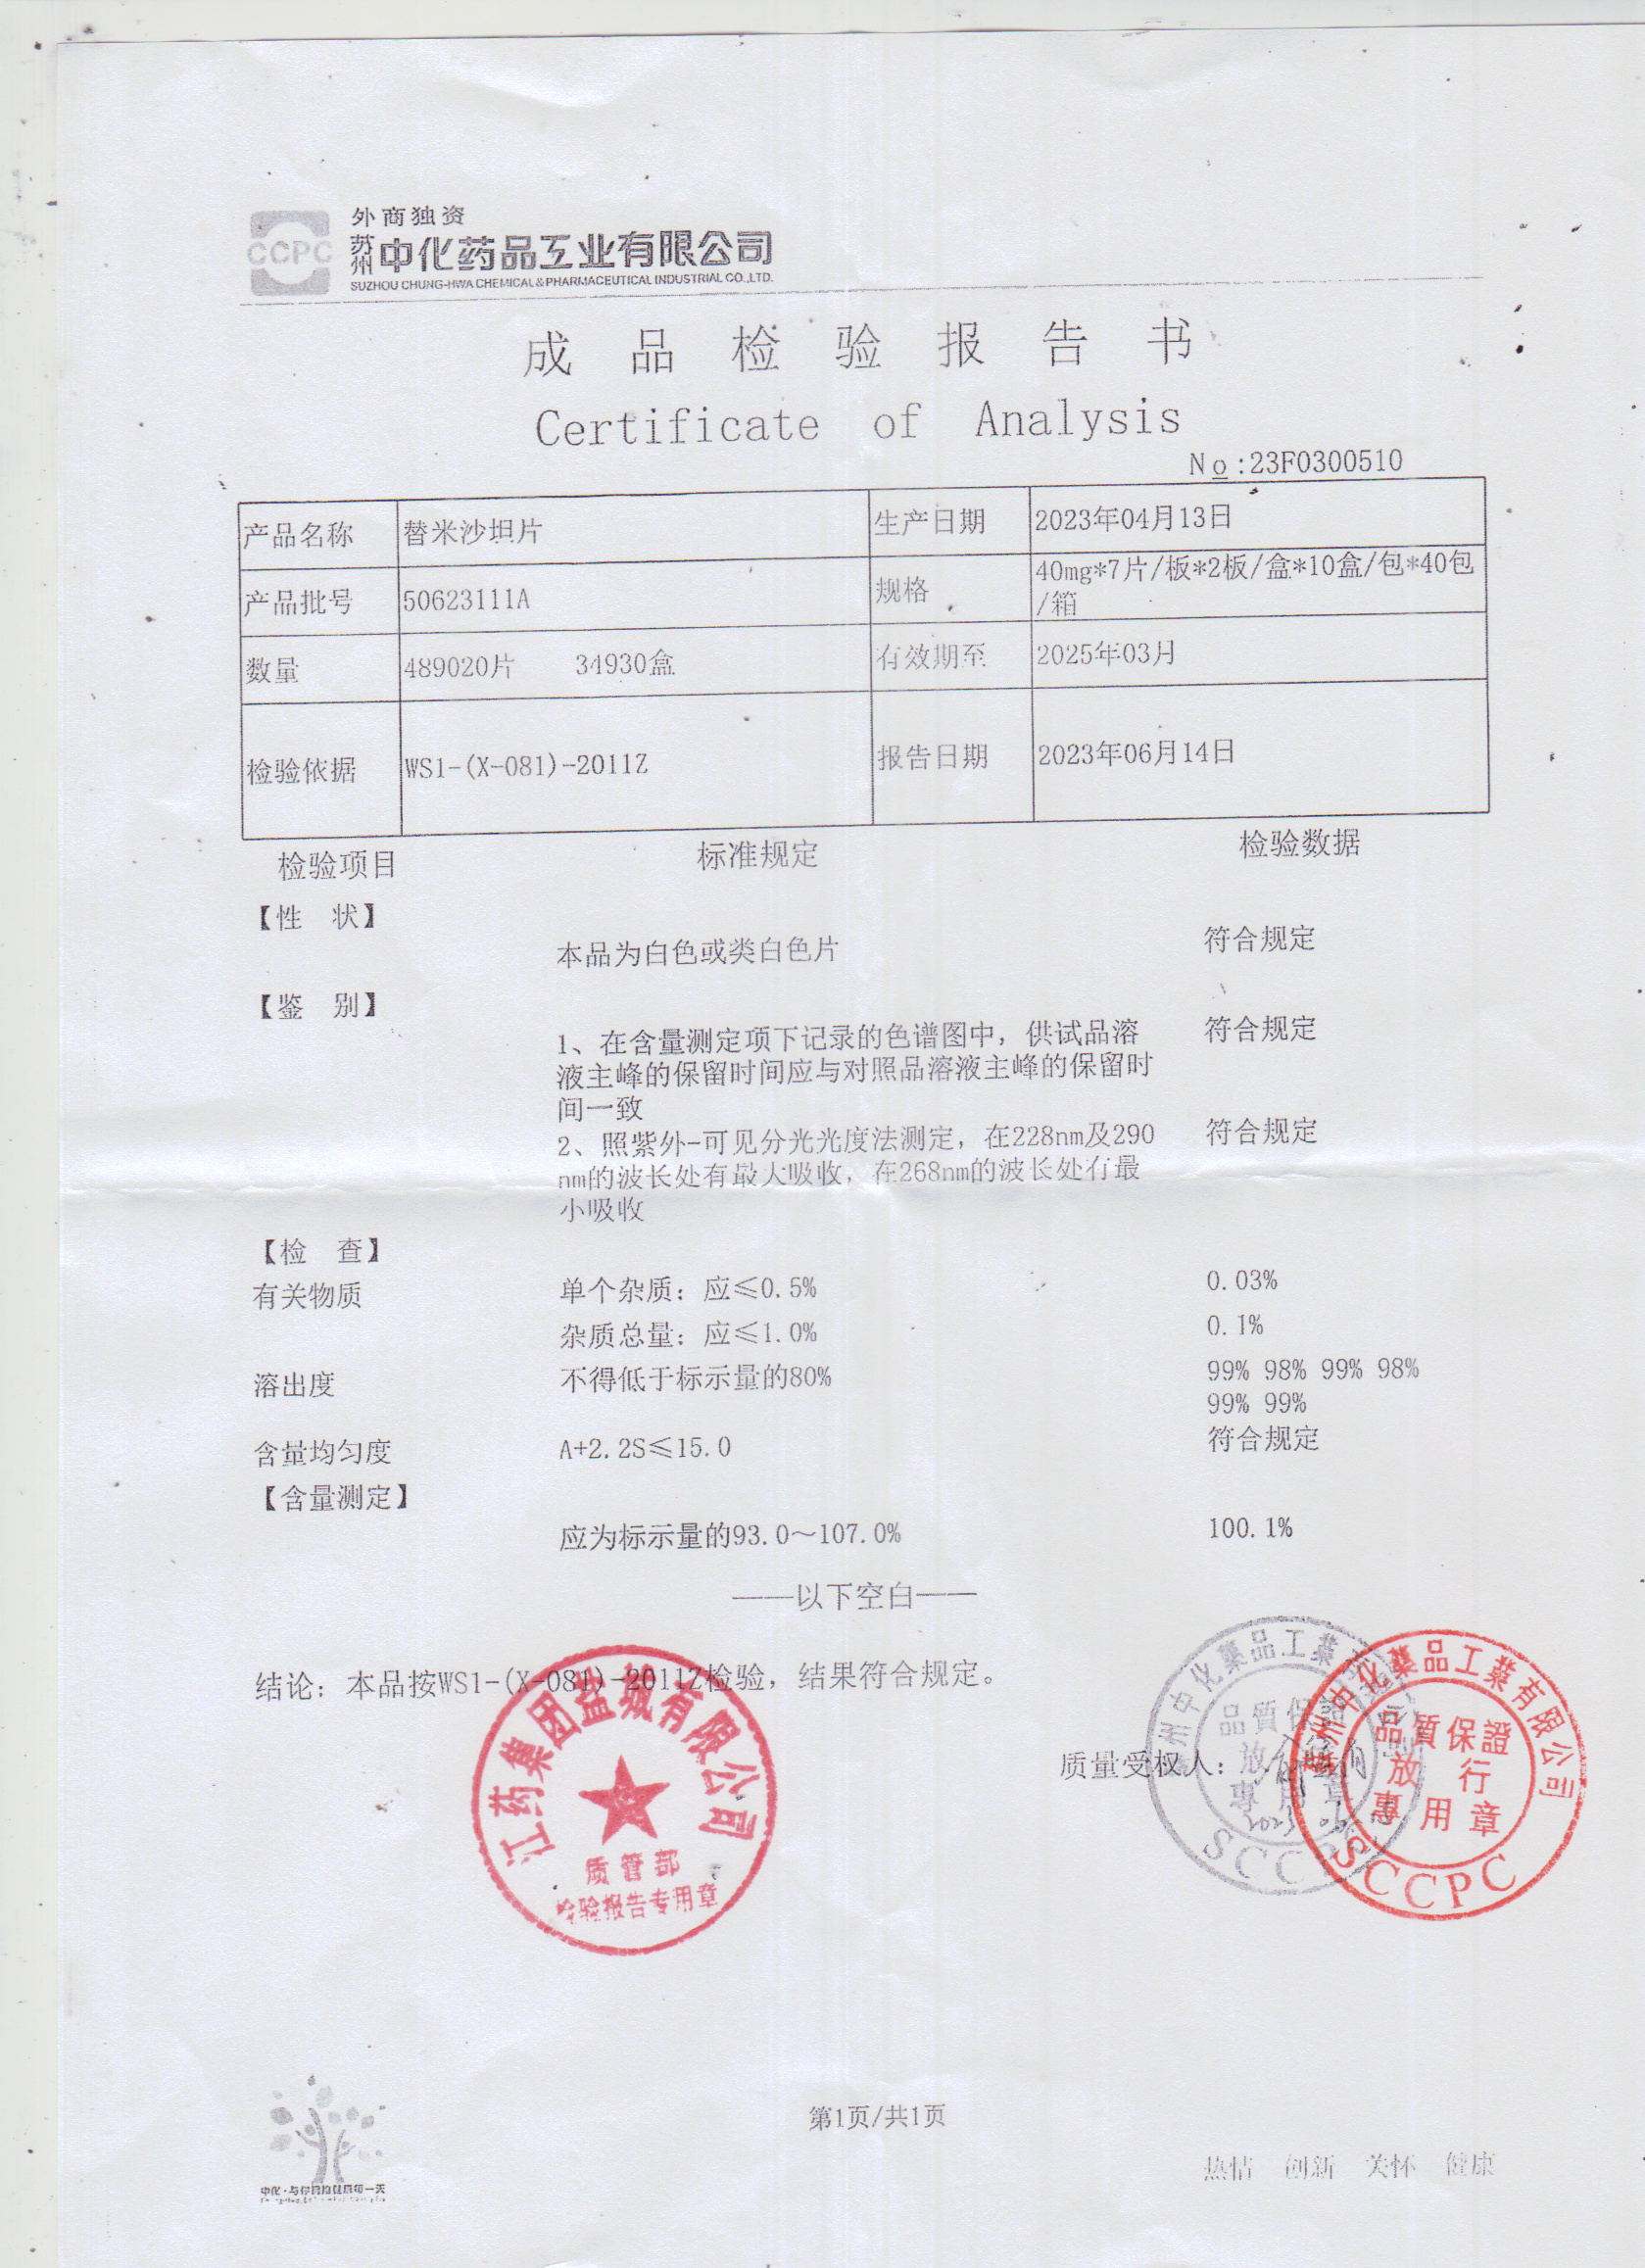 CCPC
外商独资
苏州中化药品工业有限公司
SUZHOU CHUNG-HWA CHEMICAL & PHARMACEUTICAL INDUSTRIAL CO.,LTD.
成品检验报告书
Certificate of Analysis
No:23F0300510
产品名称 替米沙坦片 生产日期 2023年04月13日
产品批号 50623111A 规格 40mg*7片/板*2板/盒*10盒/包*40包
/箱
数量 489020片 34930盒 有效期至 2025年03月
检验依据 WS1-(X-081)-2011Z 报告日期 2023年06月14日
检验项目 标准规定 检验数据
【性 状】
本品为白色或类白色片 符合规定
【鉴 别】
1、在含量测定项下记录的色谱图中，供试品溶 符合规定
液主峰的保留时间应与对照品溶液主峰的保留时
间一致
2、照紫外-可见分光光度法测定，在228nm及290 符合规定
nm的波长处有最大吸收，在268nm的波长处有最
小吸收
【检 查】
有关物质 单个杂质：应≤0.5% 0.03%
杂质总量：应≤1.0% 0.1%
溶出度 不得低于标示量的80% 99% 98% 99% 98%
99% 99%
含量均匀度 A+2.2S≤15.0 符合规定
【含量测定】
应为标示量的93.0～107.0% 100.1%
——以下空白——
结论：本品按WS1-(X-081)-2011Z检验，结果符合规定。
江药集团盐城有限公司
质管部
检验报告专用章
质量受权人：
蘇州中化藥品工業有限公司
品質保證
放行
專用章
SCCPC
第1页/共1页
中化·与你
热情 创新 关怀 健康